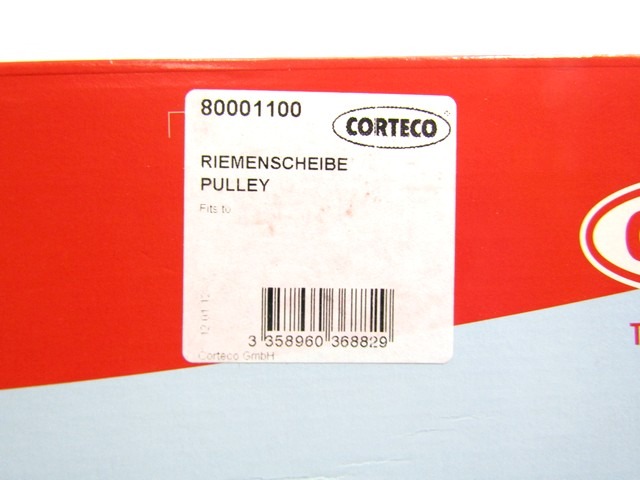 80001100
CORTECO
RIEMENSCHEIBE
PULLEY
Fits to
3 358960 368829
Corteco GmbH
T